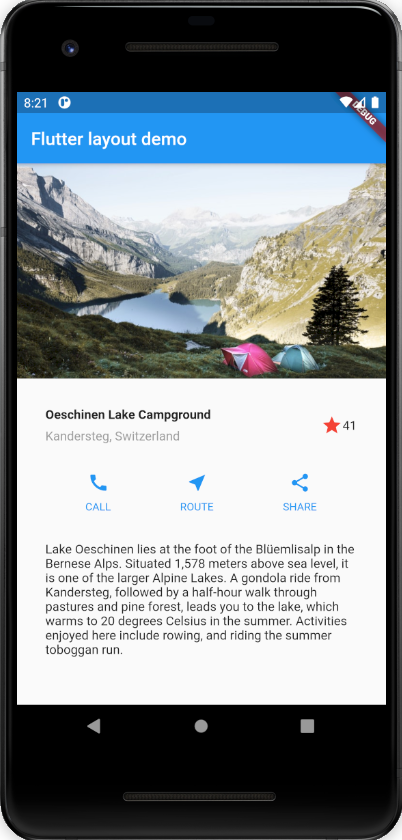 8:21
DEBUG
Flutter layout demo
Oeschinen Lake Campground
Kandersteg, Switzerland
41
CALL
ROUTE
SHARE
Lake Oeschinen lies at the foot of the Blüemlisalp in the
Bernese Alps. Situated 1,578 meters above sea level, it
is one of the larger Alpine Lakes. A gondola ride from
Kandersteg, followed by a half-hour walk through
pastures and pine forest, leads you to the lake, which
warms to 20 degrees Celsius in the summer. Activities
enjoyed here include rowing, and riding the summer
toboggan run.